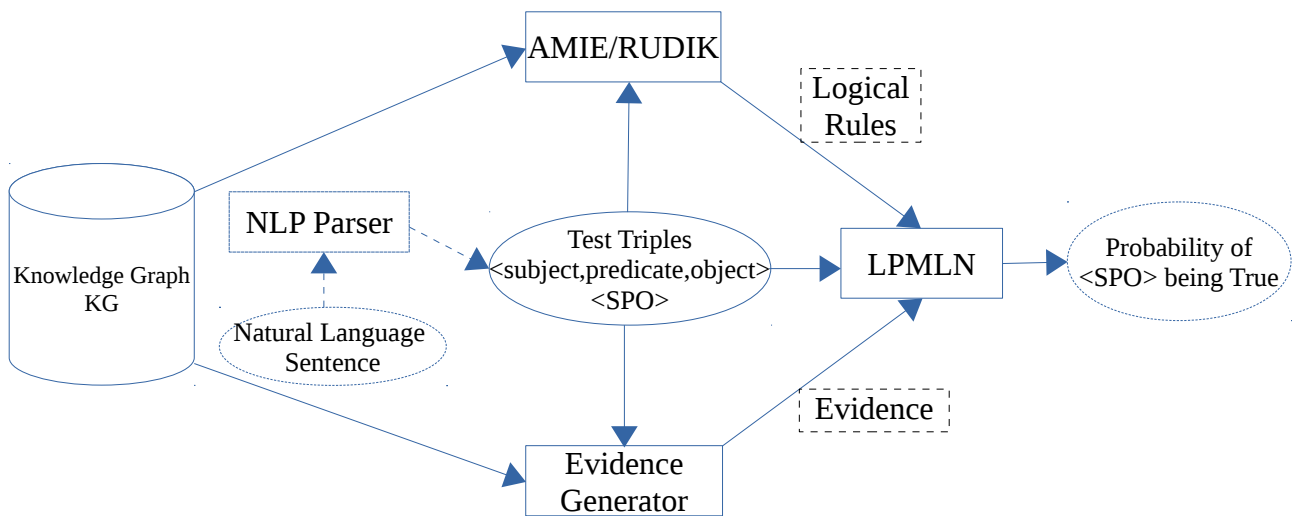 AMIE/RUDIK
Logical
Rules
NLP Parser
Knowledge Graph
KG
Natural Language
Sentence
Test Triples
<subject,predicate,object>
<SPO>
LPMLN
Probability of
<SPO> being True
Evidence
Evidence
Generator